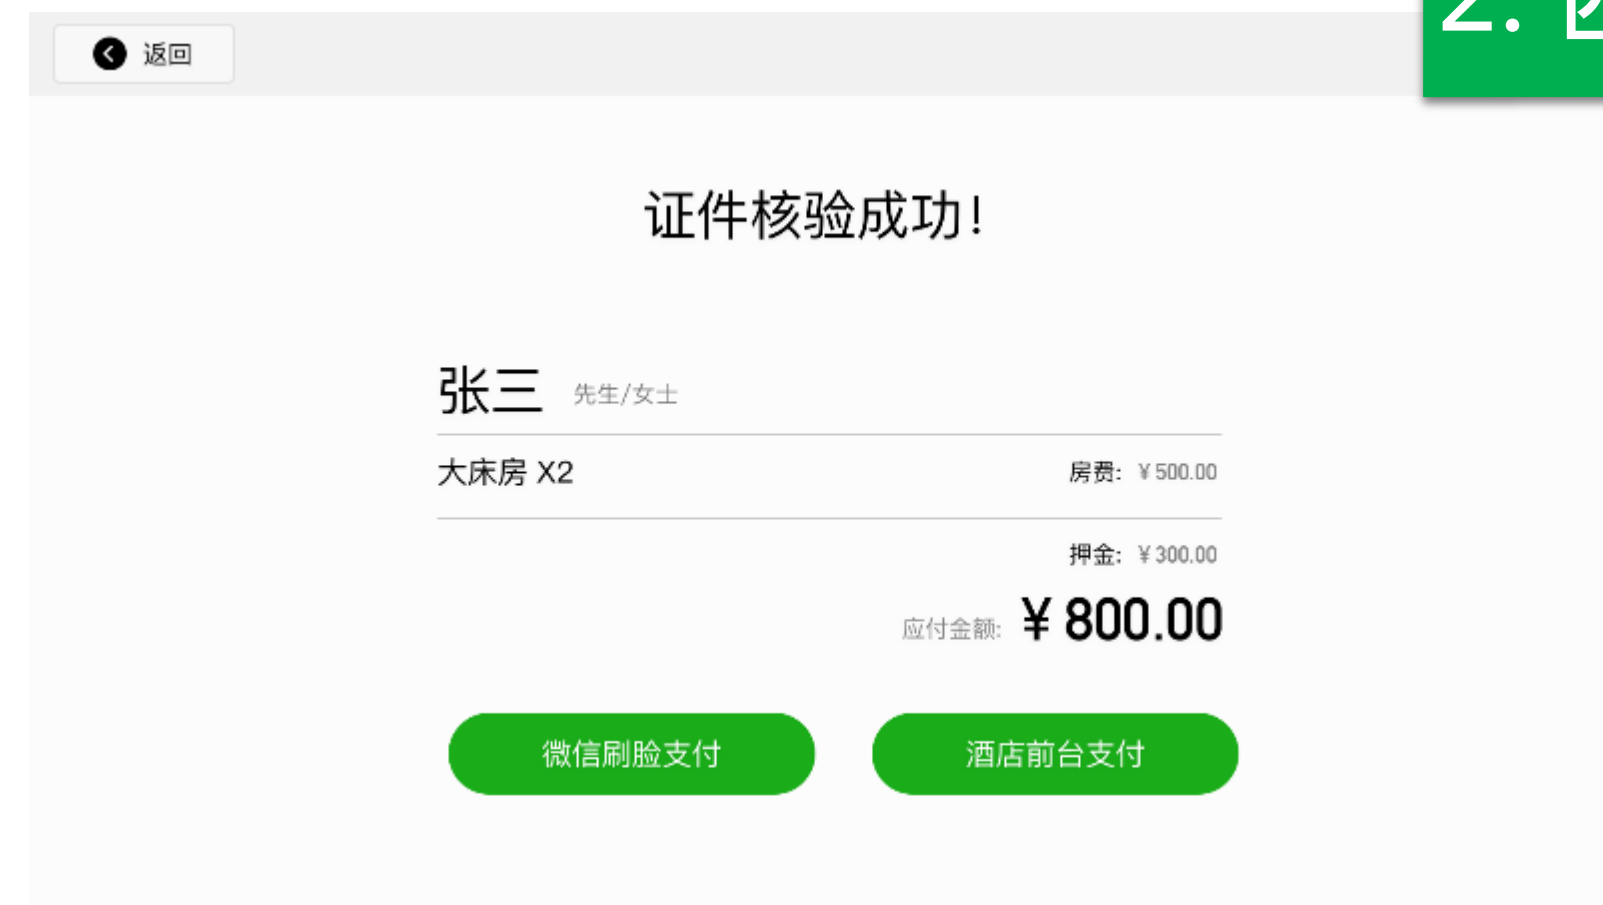 2.
返回
证件核验成功！
张三 先生/女士
大床房 X2 房费: ¥500.00
押金: ¥300.00
应付金额: ¥800.00
微信刷脸支付 酒店前台支付